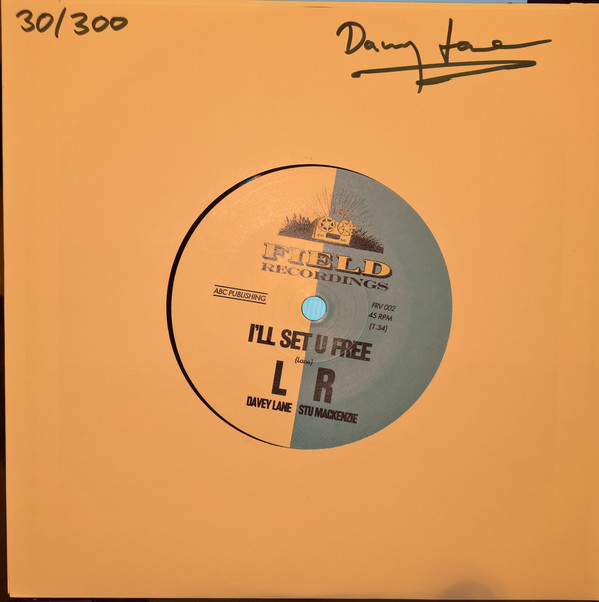 30/300
Davey Lane
FIELD
RECORDINGS
ABC PUBLISHING
FRV 002
45 RPM
(1.34)
I'LL SET U FREE
(Lane)
L R
DAVEY LANE STU MACKENZIE